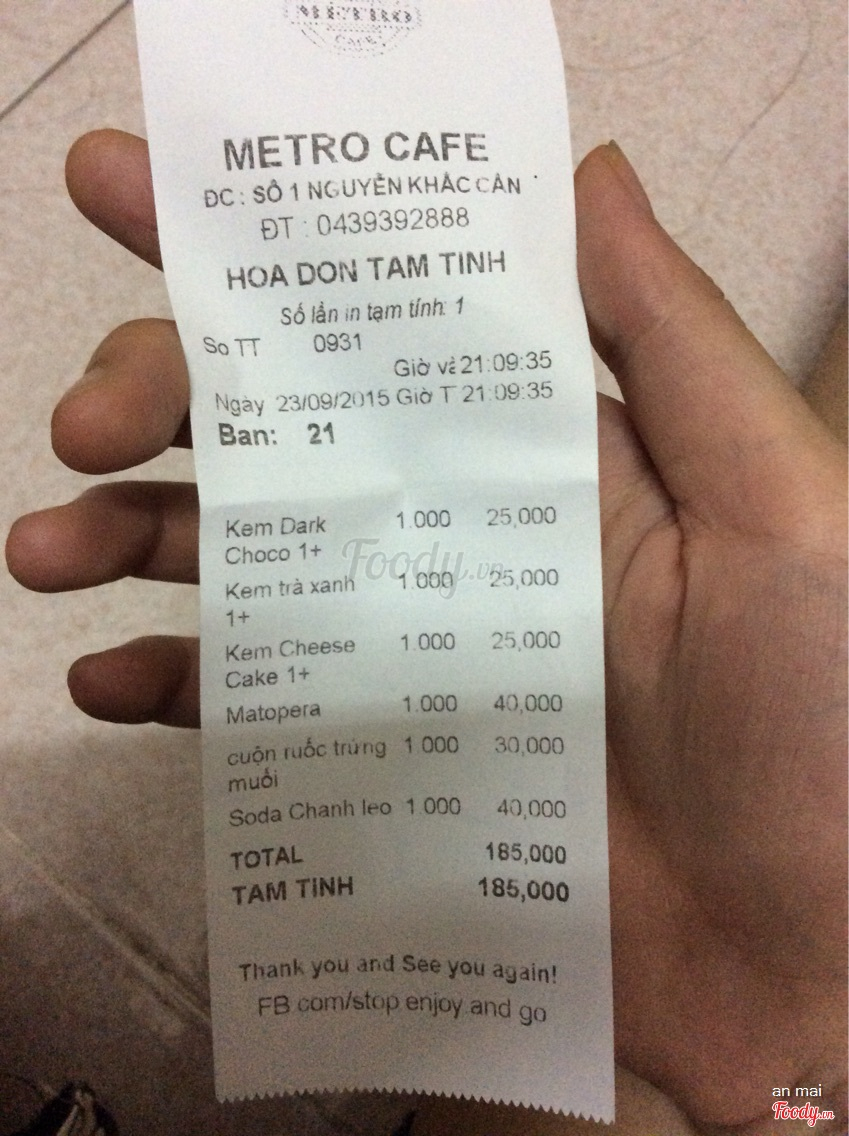 METRO
CAFE
METRO CAFE
ĐC : SỐ 1 NGUYỄN KHẮC CẦN
ĐT : 0439392888
HOA DON TAM TINH
Số lần in tạm tính: 1
So TT 0931
Giờ và 21:09:35
Ngày 23/09/2015 Giờ T 21:09:35
Ban: 21
Kem Dark 1.000 25,000
Choco 1+
Kem trà xanh 1.000 25,000
1+
Kem Cheese 1.000 25,000
Cake 1+
Matopera 1.000 40,000
cuộn ruốc trứng 1.000 30,000
muối
Soda Chanh leo 1.000 40,000
TOTAL 185,000
TAM TINH 185,000
Thank you and See you again!
FB com/stop.enjoy.and go
Foody.vn
an mai
Foody.vn